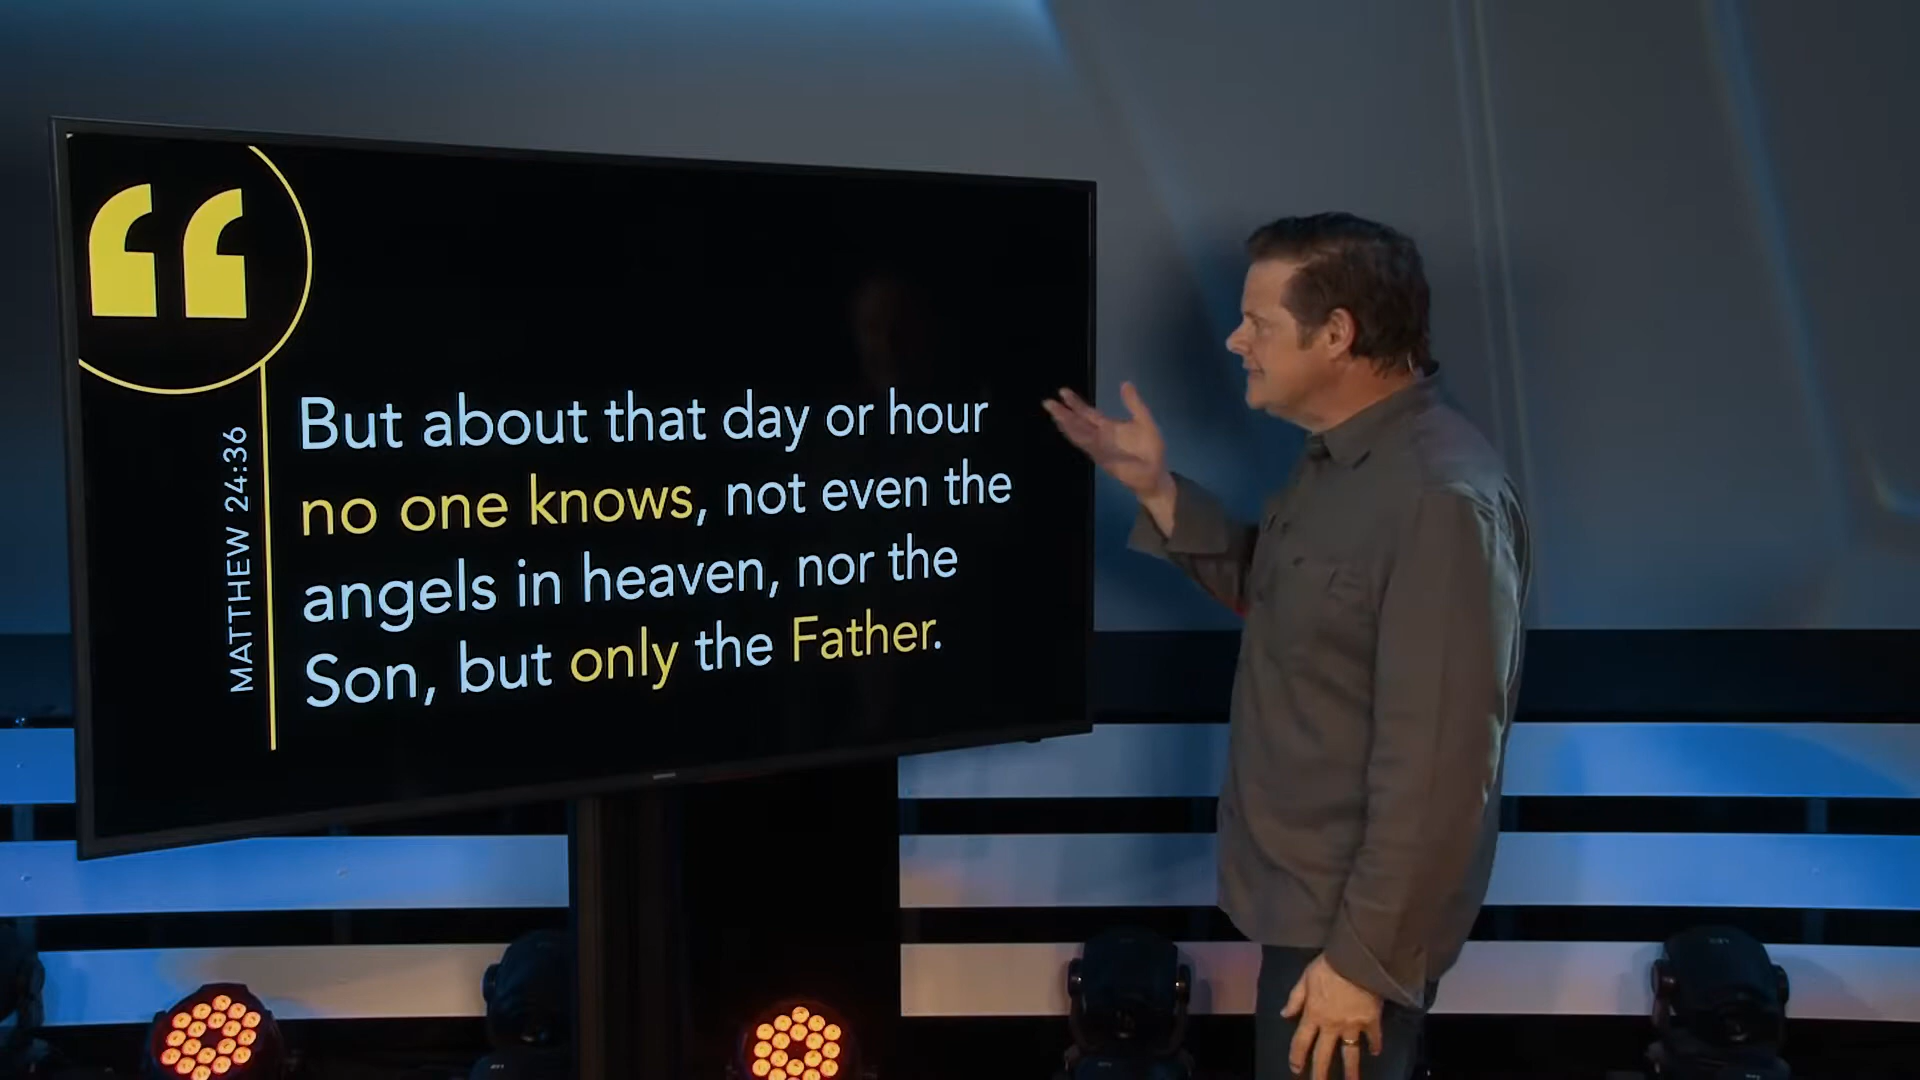 MATTHEW 24:36
But about that day or hour
no one knows, not even the
angels in heaven, nor the
Son, but only the Father.